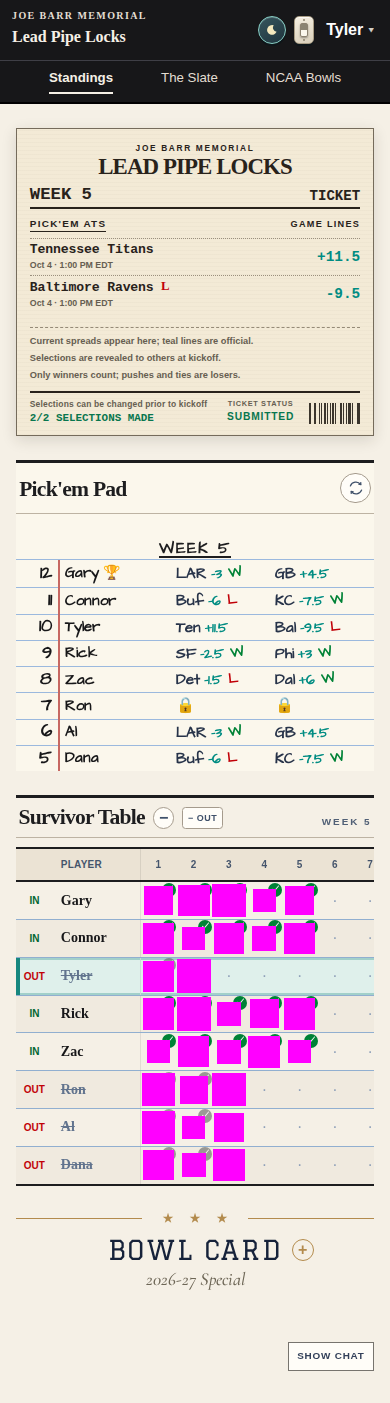 JOE BARR MEMORIAL
Lead Pipe Locks
Tyler
Standings The Slate NCAA Bowls
JOE BARR MEMORIAL
LEAD PIPE LOCKS
WEEK 5 TICKET
PICK'EM ATS GAME LINES
Tennessee Titans
Oct 4 · 1:00 PM EDT
+11.5
Baltimore Ravens L
Oct 4 · 1:00 PM EDT
-9.5
Current spreads appear here; teal lines are official.
Selections are revealed to others at kickoff.
Only winners count; pushes and ties are losers.
Selections can be changed prior to kickoff
2/2 SELECTIONS MADE
TICKET STATUS
SUBMITTED
Pick'em Pad
WEEK 5
12 Gary 🏆 LAR -3 W GB +4.5
11 Connor Buf -6 L KC -7.5 W
10 Tyler Ten +11.5 Bal -9.5 L
9 Rick SF -2.5 W Phi +3 W
8 Zac Det -1.5 L Dal +6 W
7 Ron 🔒 🔒
6 Al LAR -3 W GB +4.5
5 Dana Buf -6 L KC -7.5 W
Survivor Table − − OUT WEEK 5
PLAYER 1 2 3 4 5 6 7
IN Gary
IN Connor
OUT Tyler
IN Rick
IN Zac
OUT Ron
OUT Al
OUT Dana
★ ★ ★
BOWL CARD +
2026-27 Special
SHOW CHAT